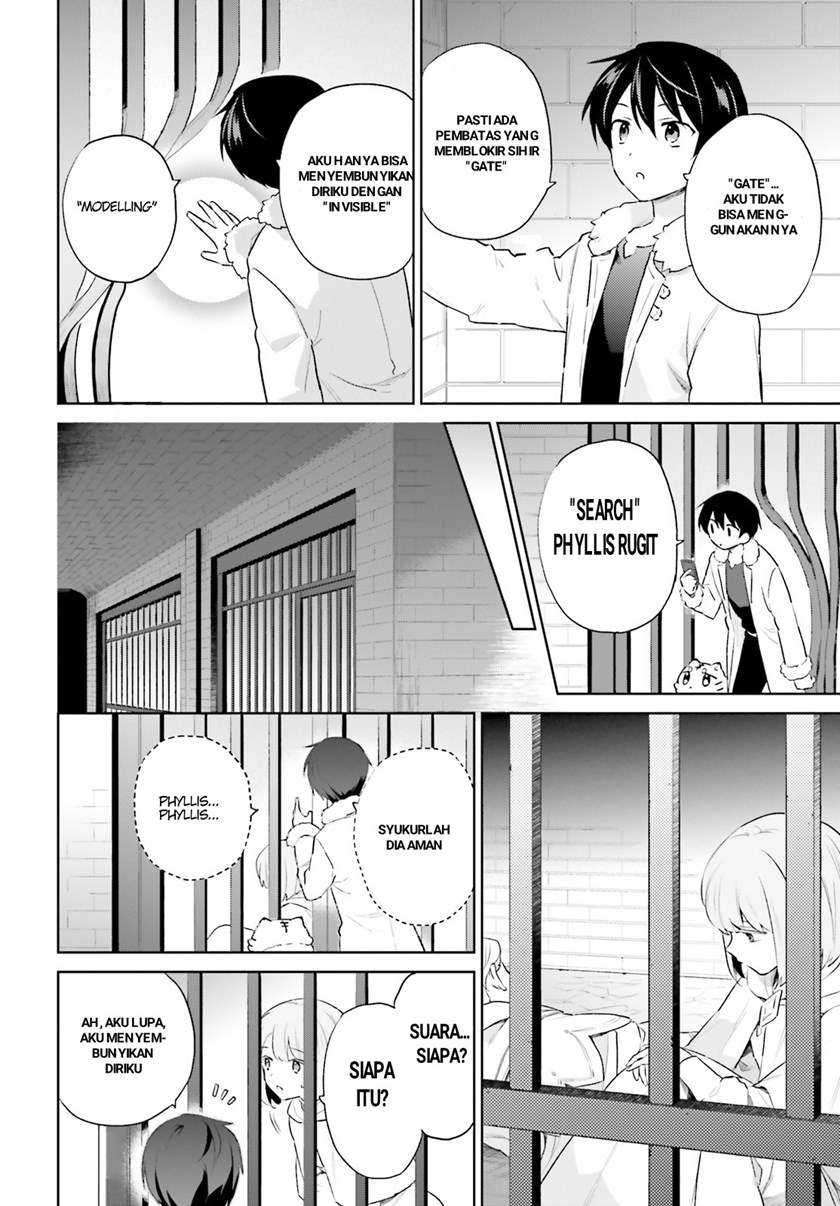 "GATE"...
AKU TIDAK
BISA MENG-
GUNAKANNYA
PASTI ADA
PEMBATAS YANG
MEMBLOKIR SIHIR
"GATE"
AKU HANYA BISA
MENYEMBUNYIKAN
DIRIKU DENGAN
"INVISIBLE"
"MODELLING"
"SEARCH"
PHYLLIS RUGIT
SYUKURLAH
DIA AMAN
PHYLLIS...
PHYLLIS...
SUARA...
SIAPA?
SIAPA
ITU?
AH, AKU LUPA,
AKU MENYEM-
BUNYIKAN
DIRIKU